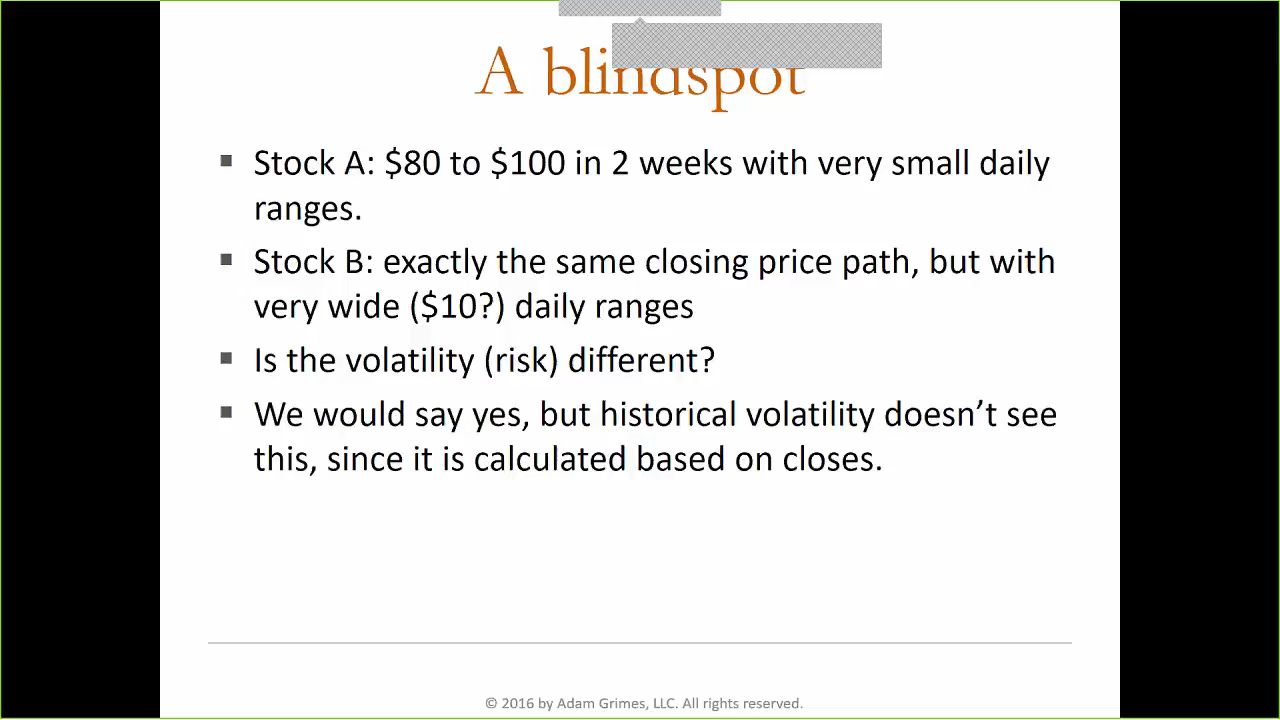 A blindspot
Stock A: $80 to $100 in 2 weeks with very small daily
ranges.
Stock B: exactly the same closing price path, but with
very wide ($10?) daily ranges
Is the volatility (risk) different?
We would say yes, but historical volatility doesn’t see
this, since it is calculated based on closes.
© 2016 by Adam Grimes, LLC. All rights reserved.